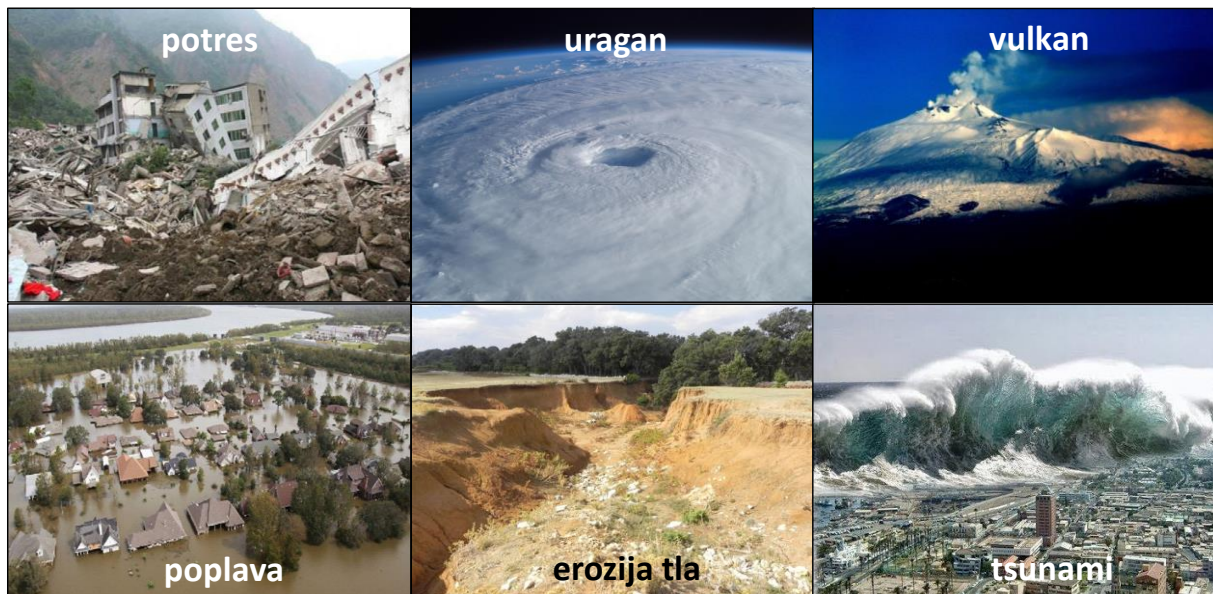 potres
uragan
vulkan
poplava
erozija tla
tsunami